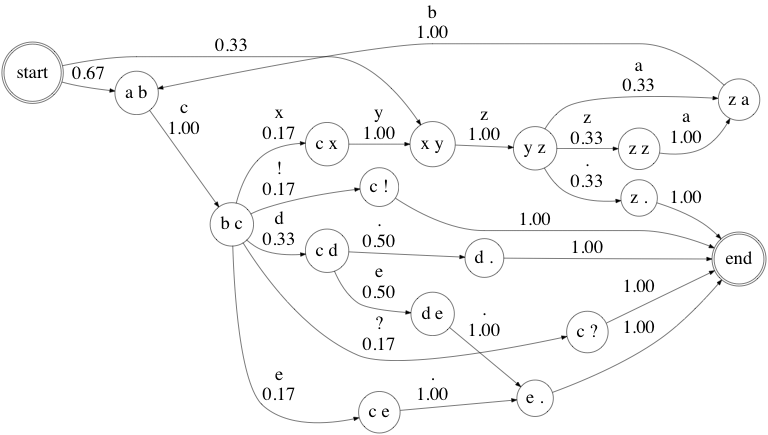 b
1.00
0.33
start
0.67
a b
a
0.33
z a
c
1.00
x
0.17
c x
y
1.00
x y
z
1.00
y z
z
0.33
z z
a
1.00
.
0.33
z .
1.00
!
0.17
c !
1.00
b c
d
0.33
c d
.
0.50
d .
1.00
end
e
0.50
d e
.
1.00
?
0.17
c ?
1.00
1.00
e
0.17
c e
.
1.00
e .